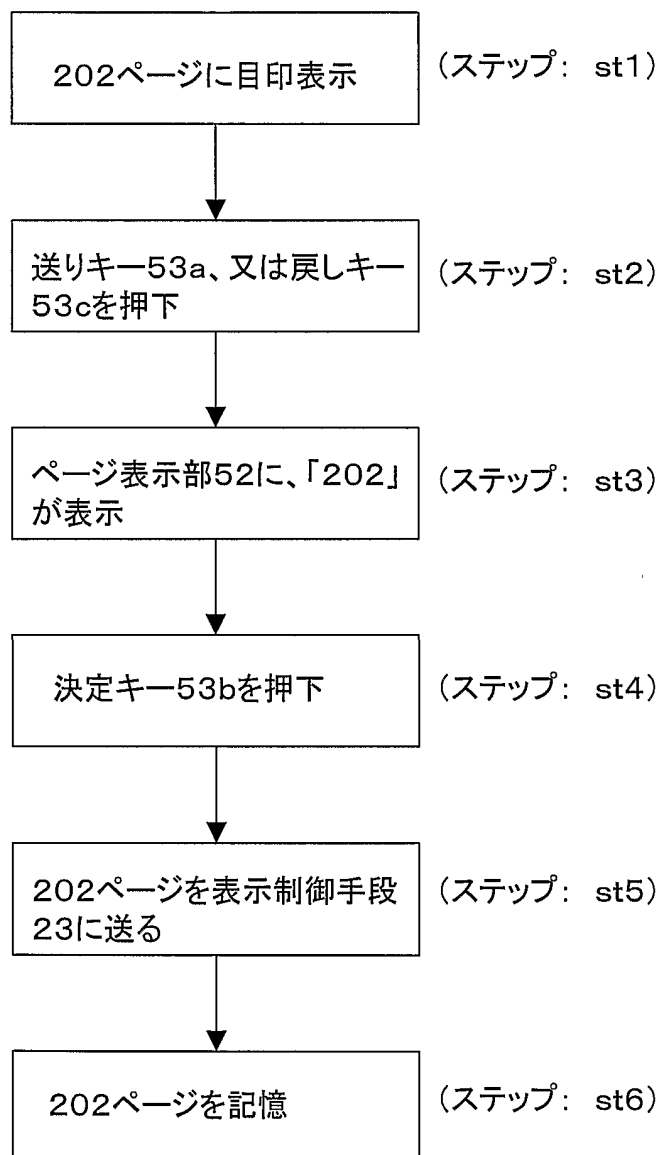 202ページに目印表示
(ステップ: st1)
送りキー53a、又は戻しキー
53cを押下
(ステップ: st2)
ページ表示部52に、「202」
が表示
(ステップ: st3)
決定キー53bを押下
(ステップ: st4)
202ページを表示制御手段
23に送る
(ステップ: st5)
202ページを記憶
(ステップ: st6)